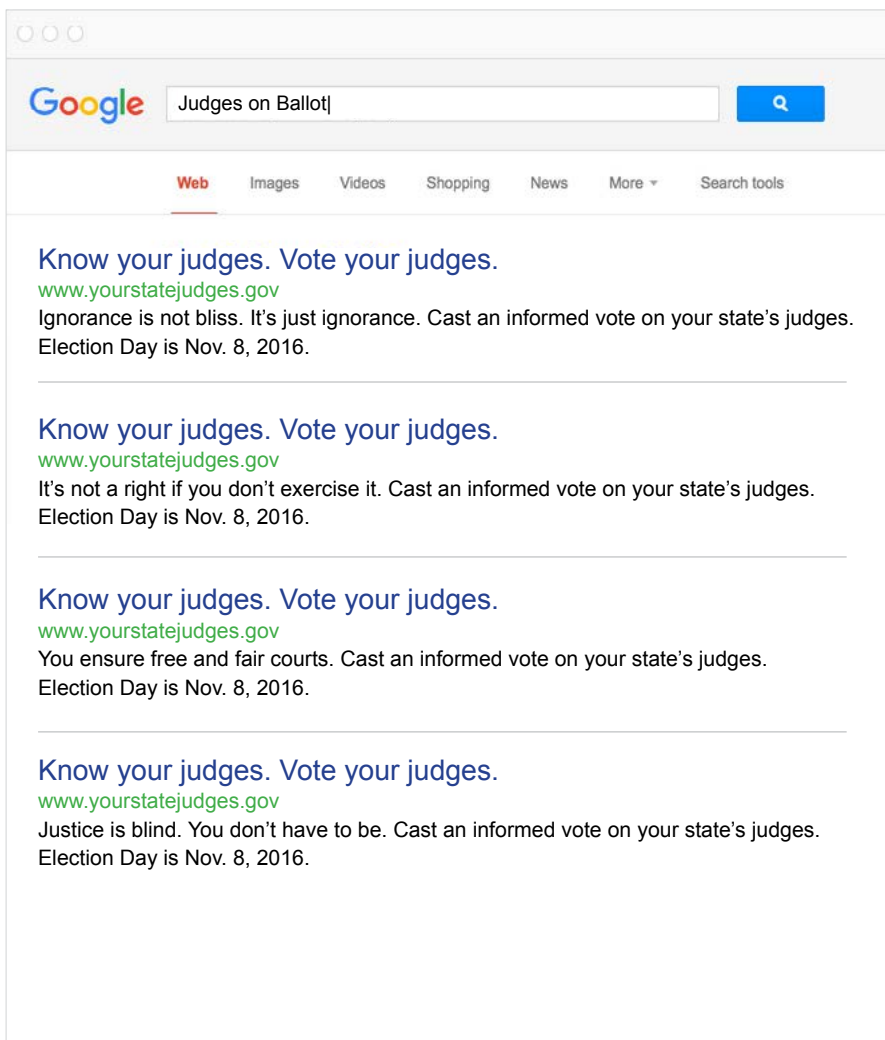 Google Judges on Ballot
Web Images Videos Shopping News More Search tools
Know your judges. Vote your judges.
www.yourstatejudges.gov
Ignorance is not bliss. It’s just ignorance. Cast an informed vote on your state’s judges.
Election Day is Nov. 8, 2016.
Know your judges. Vote your judges.
www.yourstatejudges.gov
It’s not a right if you don’t exercise it. Cast an informed vote on your state’s judges.
Election Day is Nov. 8, 2016.
Know your judges. Vote your judges.
www.yourstatejudges.gov
You ensure free and fair courts. Cast an informed vote on your state’s judges.
Election Day is Nov. 8, 2016.
Know your judges. Vote your judges.
www.yourstatejudges.gov
Justice is blind. You don’t have to be. Cast an informed vote on your state’s judges.
Election Day is Nov. 8, 2016.